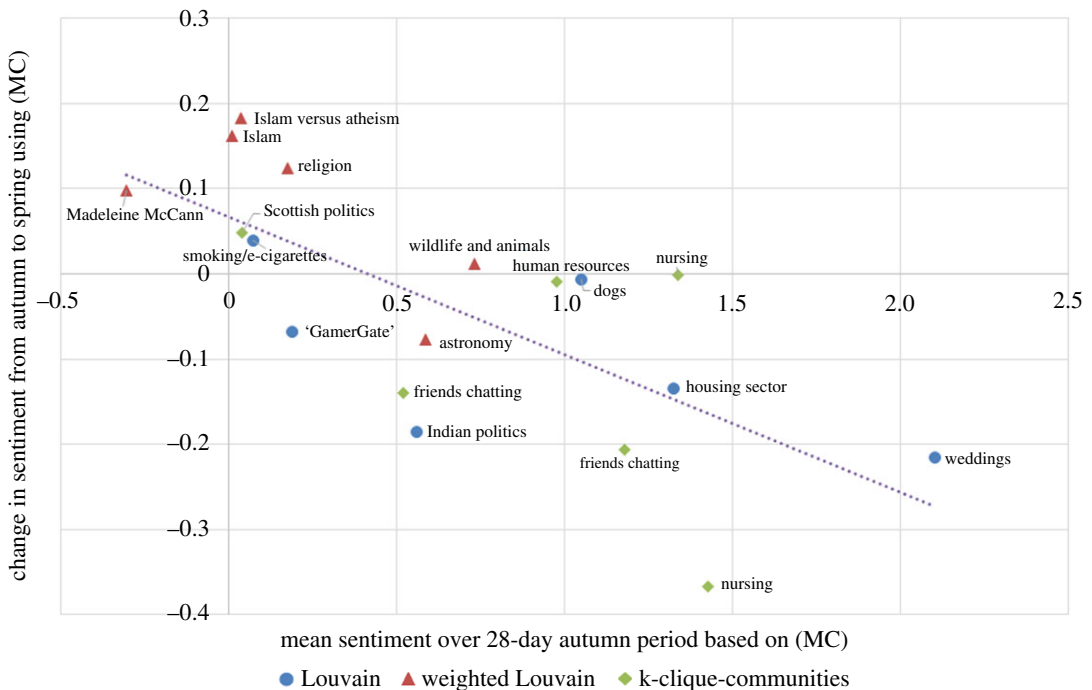 change in sentiment from autumn to spring using (MC)
0.3
0.2
0.1
0
–0.1
–0.2
–0.3
–0.4
Islam versus atheism
Islam
religion
Madeleine McCann
Scottish politics
smoking/e-cigarettes
wildlife and animals
human resources
nursing
dogs
–0.5
0
0.5
1.0
1.5
2.0
2.5
‘GamerGate’
astronomy
friends chatting
housing sector
Indian politics
friends chatting
weddings
nursing
mean sentiment over 28-day autumn period based on (MC)
Louvain
weighted Louvain
k-clique-communities